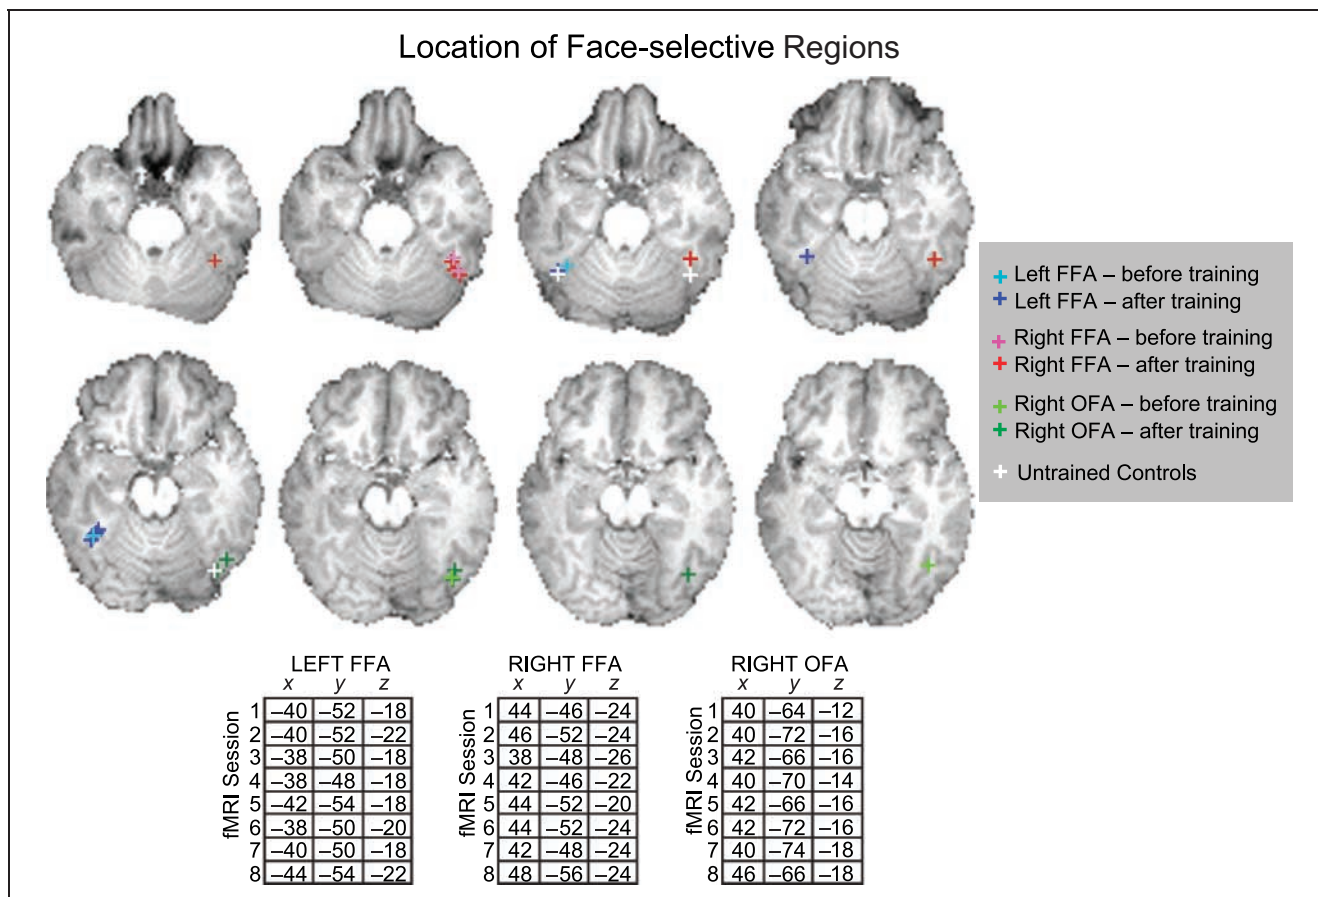 Location of Face-selective Regions
Left FFA – before training
Left FFA – after training
Right FFA – before training
Right FFA – after training
Right OFA – before training
Right OFA – after training
Untrained Controls
LEFT FFA
x y z
fMRI Session
1 –40 –52 –18
2 –40 –52 –22
3 –38 –50 –18
4 –38 –48 –18
5 –42 –54 –18
6 –38 –50 –20
7 –40 –50 –18
8 –44 –54 –22
RIGHT FFA
x y z
fMRI Session
1 44 –46 –24
2 46 –52 –24
3 38 –48 –26
4 42 –46 –22
5 44 –52 –20
6 44 –52 –24
7 42 –48 –24
8 48 –56 –24
RIGHT OFA
x y z
fMRI Session
1 40 –64 –12
2 40 –72 –16
3 42 –66 –16
4 40 –70 –14
5 42 –66 –16
6 42 –72 –16
7 40 –74 –18
8 46 –66 –18